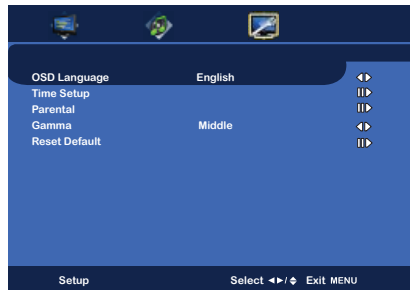 OSD Language English
Time Setup
Parental
Gamma Middle
Reset Default
Setup Select ◄►/◆ Exit MENU